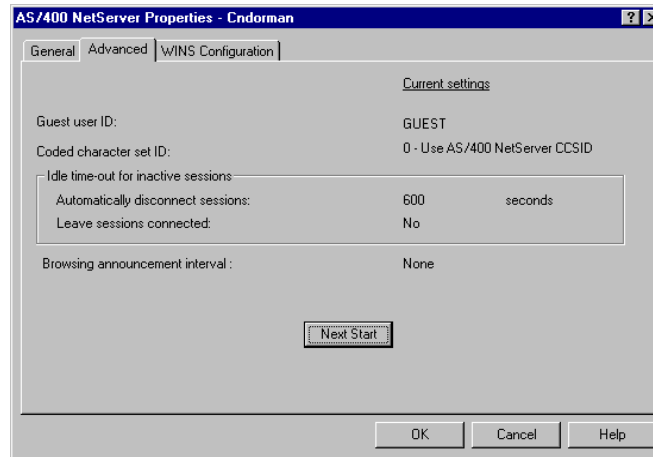 AS/400 NetServer Properties - Cndorman
General Advanced WINS Configuration
Current settings
Guest user ID: GUEST
Coded character set ID: 0 - Use AS/400 NetServer CCSID
Idle time-out for inactive sessions
Automatically disconnect sessions: 600 seconds
Leave sessions connected: No
Browsing announcement interval : None
Next Start
OK Cancel Help